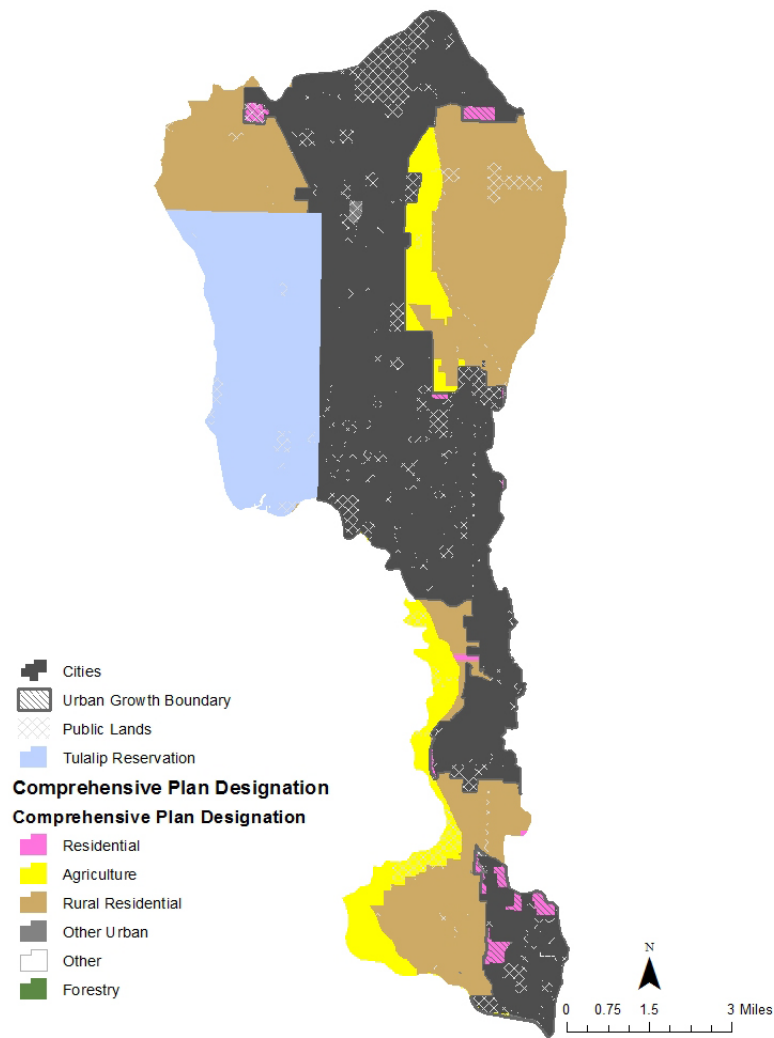 Cities
Urban Growth Boundary
Public Lands
Tulalip Reservation
Comprehensive Plan Designation
Comprehensive Plan Designation
Residential
Agriculture
Rural Residential
Other Urban
Other
Forestry
N
0 0.75 1.5 3 Miles